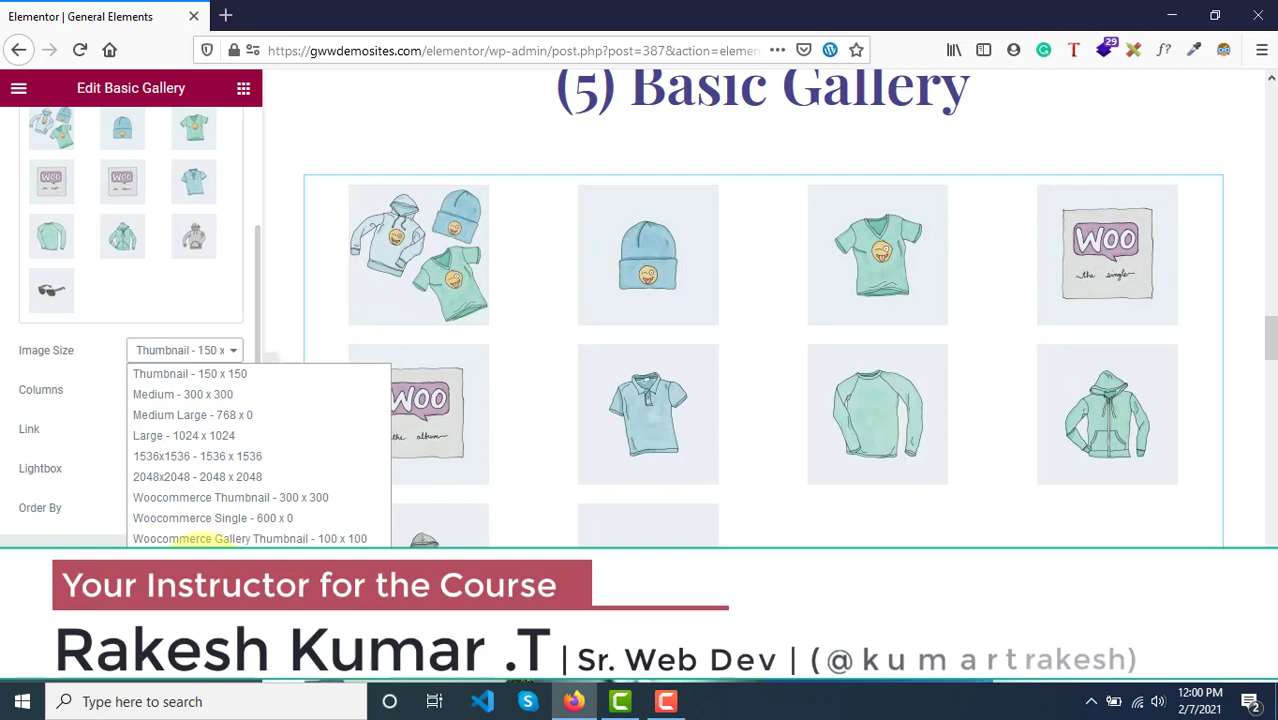 Elementor | General Elements
https://gwwdemosites.com/elementor/wp-admin/post.php?post=387&action=elemen
29
Edit Basic Gallery
(5) Basic Gallery
WOO
the single
WOO
the album
Image Size
Thumbnail - 150 x
Columns
Link
Lightbox
Order By
Thumbnail - 150 x 150
Medium - 300 x 300
Medium Large - 768 x 0
Large - 1024 x 1024
1536x1536 - 1536 x 1536
2048x2048 - 2048 x 2048
Woocommerce Thumbnail - 300 x 300
Woocommerce Single - 600 x 0
Woocommerce Gallery Thumbnail - 100 x 100
Your Instructor for the Course
Rakesh Kumar .T | Sr. Web Dev | (@kumartrakesh)
Type here to search
12:00 PM
2/7/2021
2